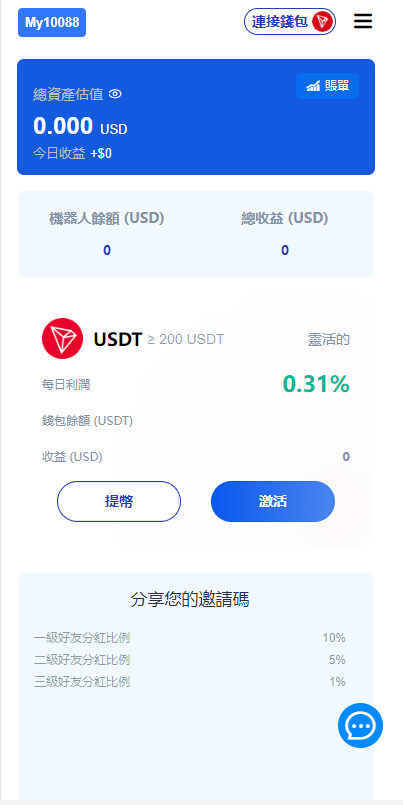 My10088
連接錢包
總資產估值
賬單
0.000 USD
今日收益 +$0
機器人餘額 (USD) 總收益 (USD)
0 0
USDT ≥ 200 USDT 靈活的
每日利潤 0.31%
錢包餘額 (USDT)
收益 (USD) 0
提幣 激活
分享您的邀請碼
一級好友分紅比例 10%
二級好友分紅比例 5%
三級好友分紅比例 1%